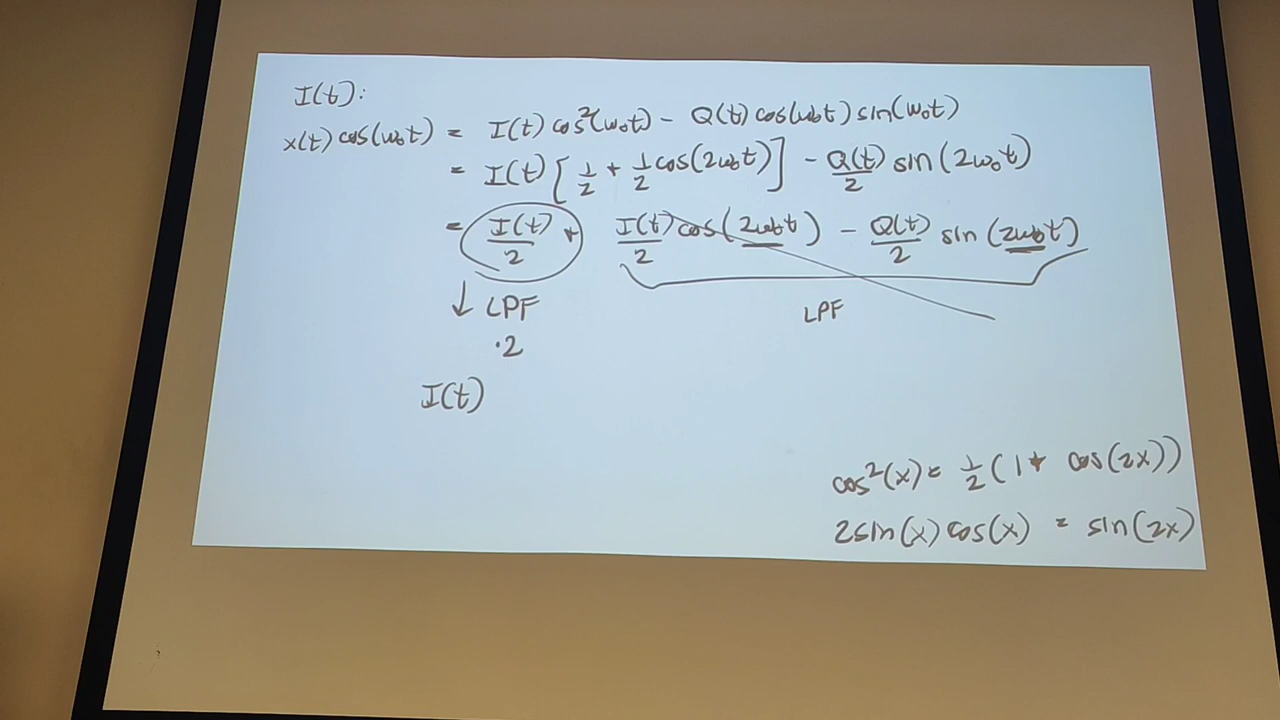 I(t):
x(t) cos(ω₀t) = I(t) cos²(ω₀t) - Q(t) cos(ω₀t) sin(ω₀t)
= I(t) [ 1/2 + 1/2 cos(2ω₀t) ] - Q(t)/2 sin(2ω₀t)
= I(t)/2 + I(t)/2 cos(2ω₀t) - Q(t)/2 sin(2ω₀t)
↓ LPF LPF
·2
I(t)
cos²(x) = 1/2 (1 + cos(2x))
2sin(x) cos(x) = sin(2x)